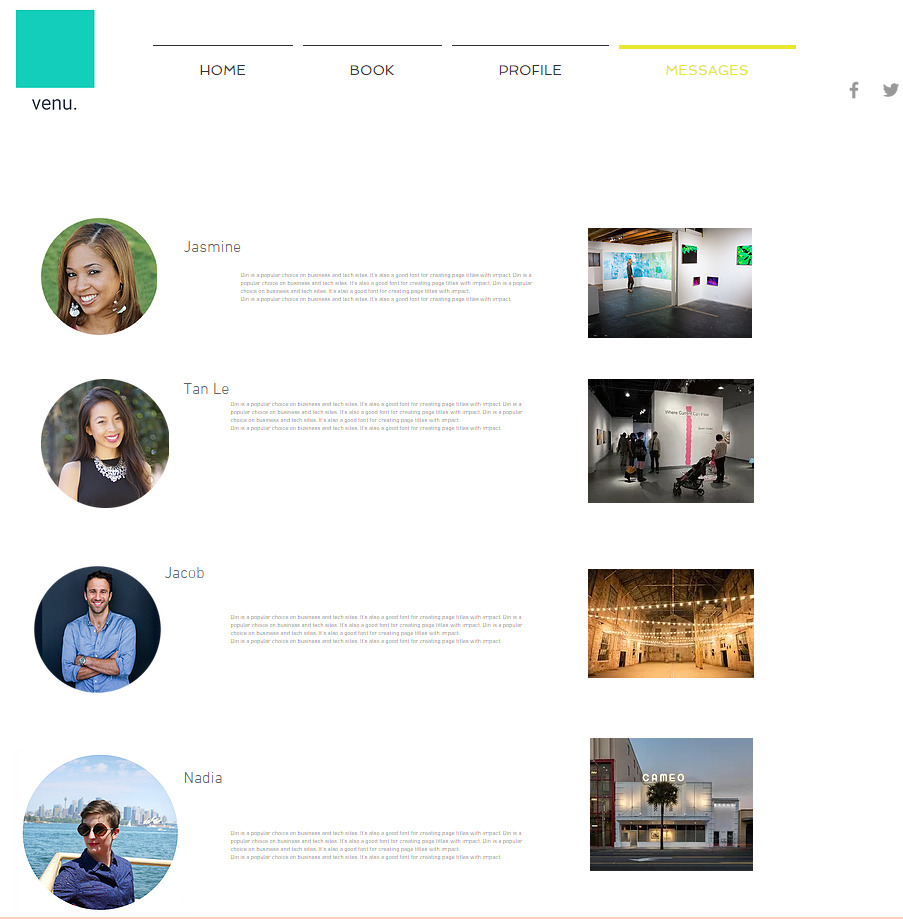 venu.
HOME
BOOK
PROFILE
MESSAGES
Jasmine
Din is a popular choice on business and tech sites. It's also a good font for creating page titles with impact. Din is a
popular choice on business and tech sites. It's also a good font for creating page titles with impact. Din is a popular
choice on business and tech sites. It's also a good font for creating page titles with impact.
Din is a popular choice on business and tech sites. It's also a good font for creating page titles with impact.
Tan Le
Din is a popular choice on business and tech sites. It's also a good font for creating page titles with impact. Din is a
popular choice on business and tech sites. It's also a good font for creating page titles with impact. Din is a popular
choice on business and tech sites. It's also a good font for creating page titles with impact.
Din is a popular choice on business and tech sites. It's also a good font for creating page titles with impact.
Where Current
Jacob
Din is a popular choice on business and tech sites. It's also a good font for creating page titles with impact. Din is a
popular choice on business and tech sites. It's also a good font for creating page titles with impact. Din is a popular
choice on business and tech sites. It's also a good font for creating page titles with impact.
Din is a popular choice on business and tech sites. It's also a good font for creating page titles with impact.
Nadia
CAMEO
Din is a popular choice on business and tech sites. It's also a good font for creating page titles with impact. Din is a
popular choice on business and tech sites. It's also a good font for creating page titles with impact. Din is a popular
choice on business and tech sites. It's also a good font for creating page titles with impact.
Din is a popular choice on business and tech sites. It's also a good font for creating page titles with impact.